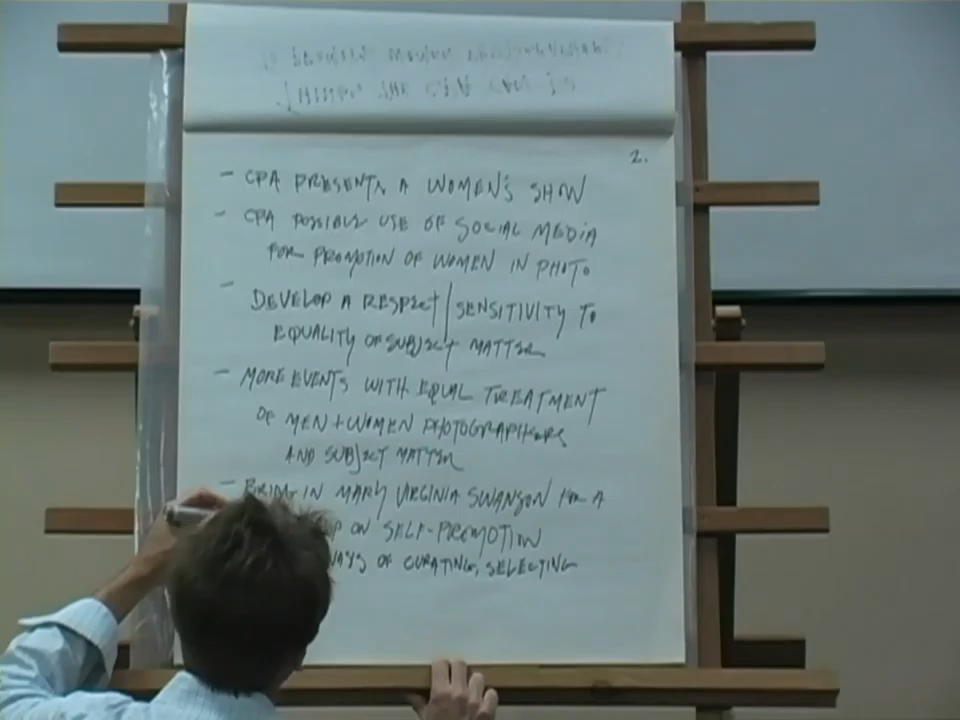 2.
- CPA PRESENTS A WOMEN'S SHOW
- CPA POSSIBLE USE OF SOCIAL MEDIA
FOR PROMOTION OF WOMEN IN PHOTO
- DEVELOP A RESPECT/SENSITIVITY TO
EQUALITY OF SUBJECT MATTER
- MORE EVENTS WITH EQUAL TREATMENT
OF MEN + WOMEN PHOTOGRAPHERS
AND SUBJECT MATTER
- BRING IN MARY VIRGINIA SWANSON FOR A
ON SELF-PROMOTION
WAYS OF CURATING, SELECTING